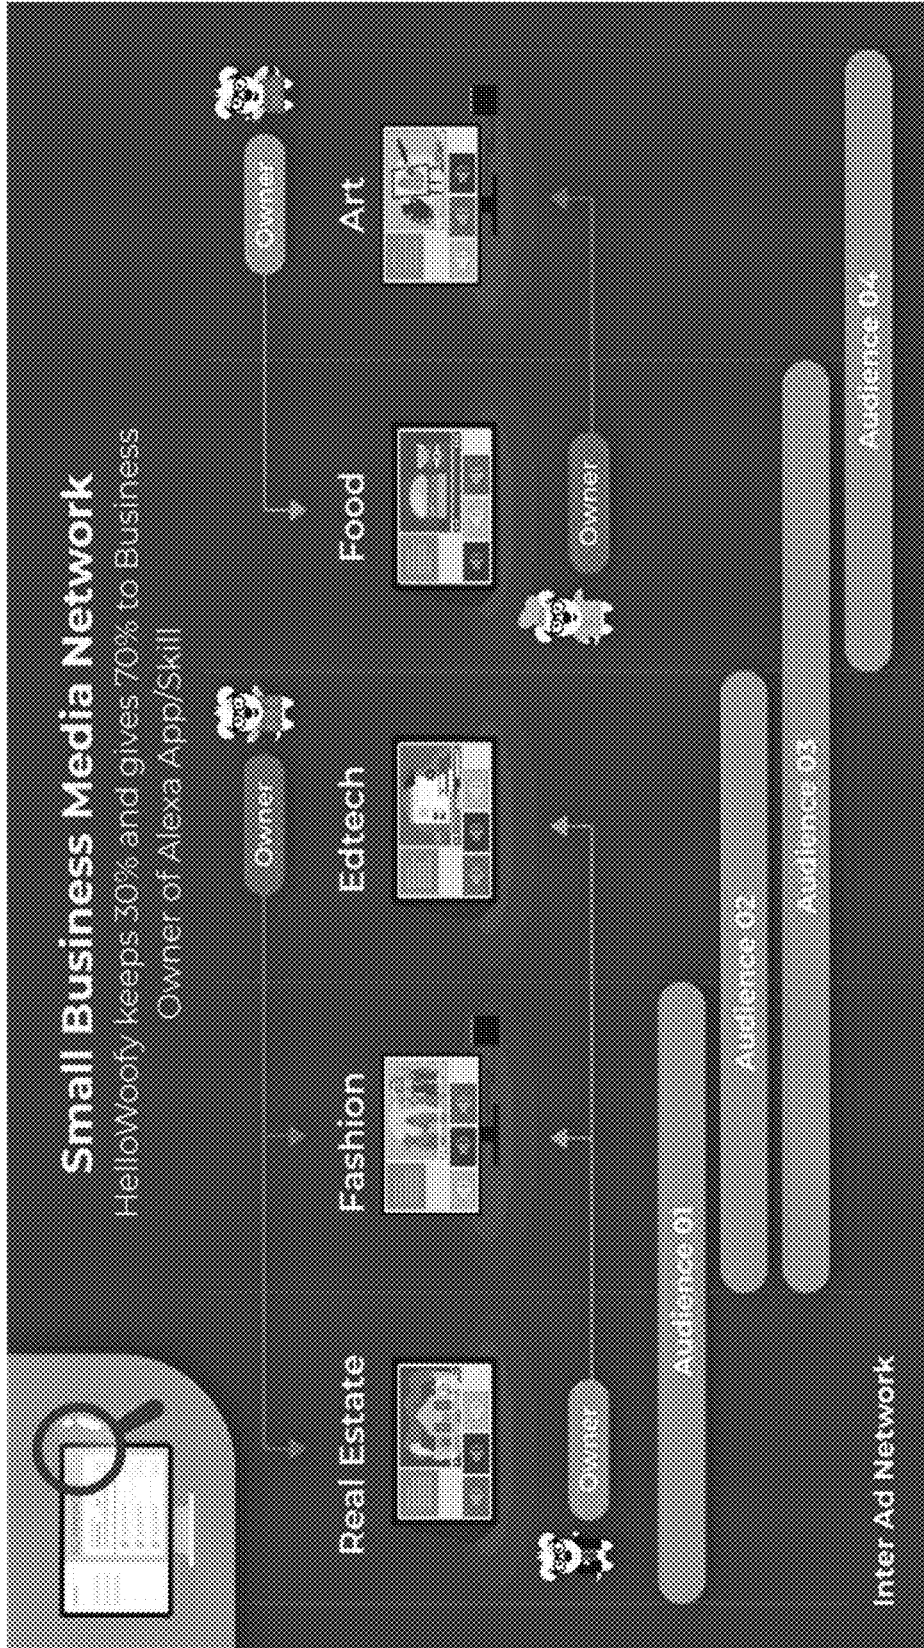 Small Business Media Network
HelloWoofy keeps 30% and gives 70% to Business
Owner of Alexa App/Skill
Owner
Owner
Real Estate
Fashion
Edtech
Food
Art
Owner
Owner
Audience 01
Audience 02
Audience 03
Audience 04
Inter Ad Network